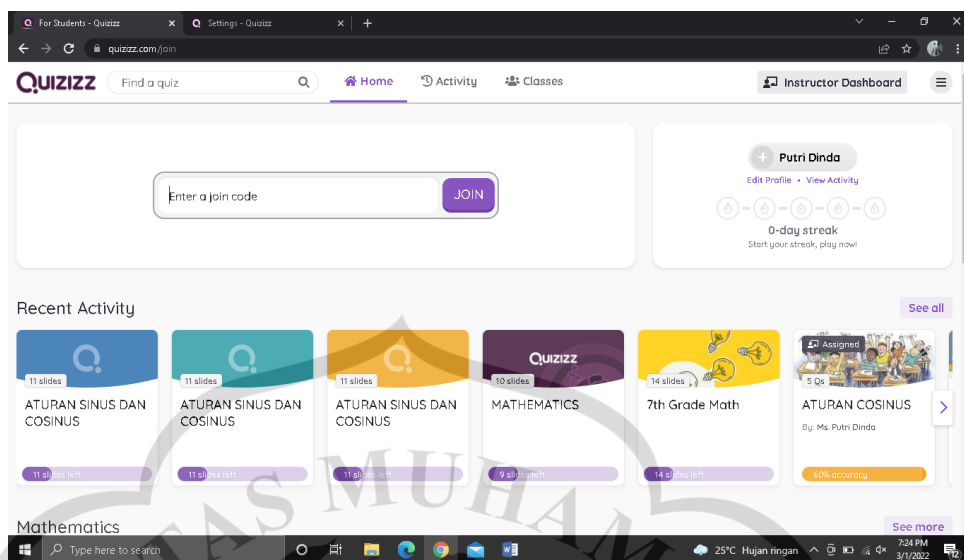 For Students - Quizizz
Settings - Quizizz
quizizz.com/join
QUIZIZZ
Find a quiz
Home
Activity
Classes
Instructor Dashboard
Enter a join code
JOIN
Putri Dinda
Edit Profile • View Activity
0-day streak
Start your streak, play now!
Recent Activity
See all
11 slides
ATURAN SINUS DAN
COSINUS
11 slides left
11 slides
ATURAN SINUS DAN
COSINUS
11 slides left
11 slides
ATURAN SINUS DAN
COSINUS
11 slides left
QUIZIZZ
10 slides
MATHEMATICS
9 slides left
14 slides
7th Grade Math
14 slides left
Assigned
5 Qs
ATURAN COSINUS
By: Ms. Putri Dinda
60% accuracy
TAS MUHAM
Mathematics
See more
Type here to search
25°C Hujan ringan
7:24 PM
3/1/2022